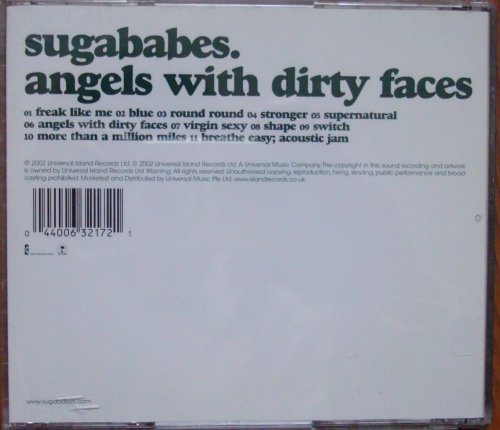 sugababes.
angels with dirty faces
01 freak like me 02 blue 03 round round 04 stronger 05 supernatural
06 angels with dirty faces 07 virgin sexy 08 shape 09 switch
10 more than a million miles 11 breathe easy; acoustic jam
℗ 2002 Universal Island Records Ltd. © 2002 Universal Island Records Ltd. A Universal Music Company. The copyright in this sound recording and artwork
is owned by Universal Island Records Ltd. Warning: All rights reserved. Unauthorised copying, reproduction, hiring, lending, public performance and broad
casting prohibited. Marketed and Distributed by Universal Music Pte Ltd. www.islandrecords.co.uk
0 44006 32172 1
www.sugababes.com